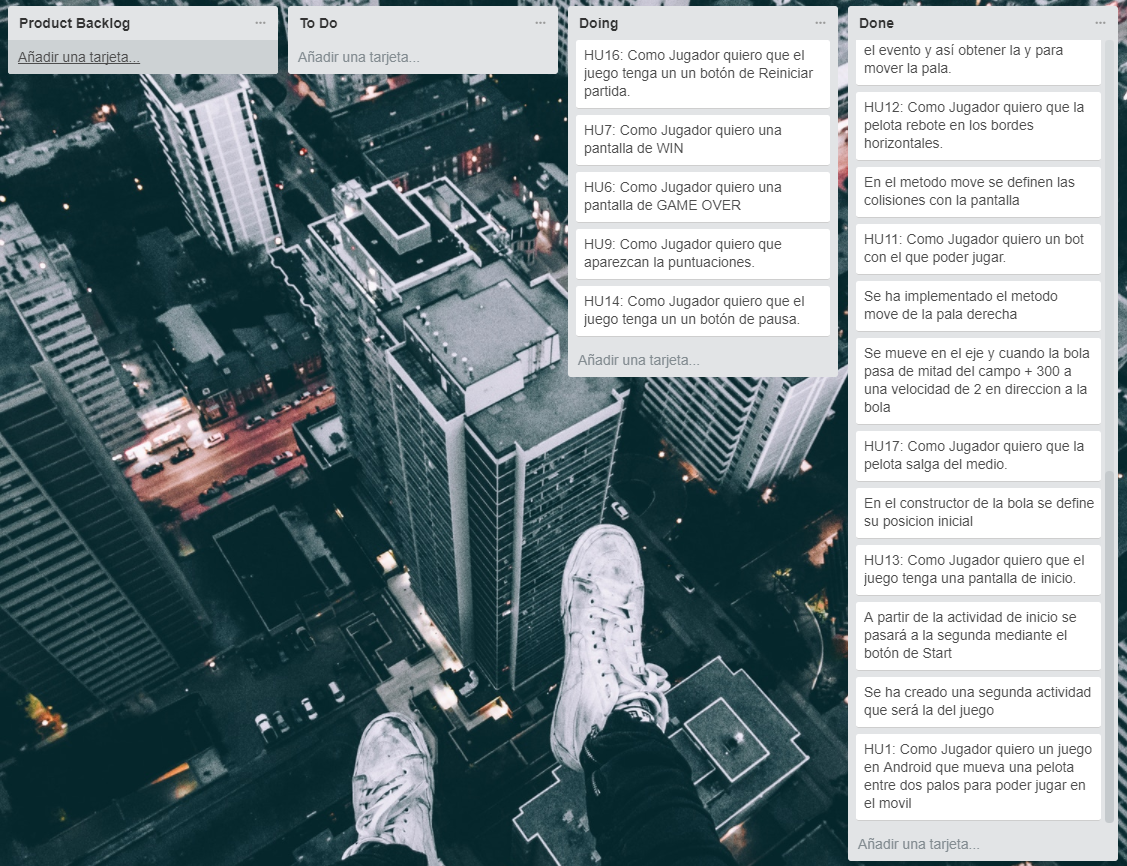 Product Backlog
Añadir una tarjeta...
To Do
Añadir una tarjeta...
Doing
HU16: Como Jugador quiero que el
juego tenga un un botón de Reiniciar
partida.
HU7: Como Jugador quiero una
pantalla de WIN
HU6: Como Jugador quiero una
pantalla de GAME OVER
HU9: Como Jugador quiero que
aparezcan la puntuaciones.
HU14: Como Jugador quiero que el
juego tenga un un botón de pausa.
Añadir una tarjeta...
Done
el evento y así obtener la y para
mover la pala.
HU12: Como Jugador quiero que la
pelota rebote en los bordes
horizontales.
En el metodo move se definen las
colisiones con la pantalla
HU11: Como Jugador quiero un bot
con el que poder jugar.
Se ha implementado el metodo
move de la pala derecha
Se mueve en el eje y cuando la bola
pasa de mitad del campo + 300 a
una velocidad de 2 en direccion a la
bola
HU17: Como Jugador quiero que la
pelota salga del medio.
En el constructor de la bola se define
su posicion inicial
HU13: Como Jugador quiero que el
juego tenga una pantalla de inicio.
A partir de la actividad de inicio se
pasará a la segunda mediante el
botón de Start
Se ha creado una segunda actividad
que será la del juego
HU1: Como Jugador quiero un juego
en Android que mueva una pelota
entre dos palos para poder jugar en
el movil
Añadir una tarjeta...